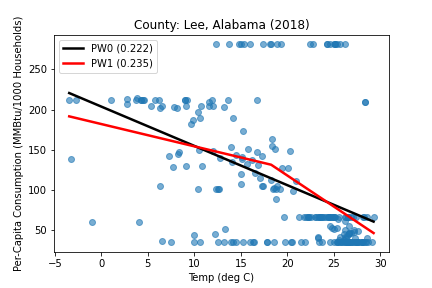 County: Lee, Alabama (2018)
PW0 (0.222)
PW1 (0.235)
Per-Capita Consumption (MMBtu/1000 Households)
250
200
150
100
50
−5 0 5 10 15 20 25 30
Temp (deg C)